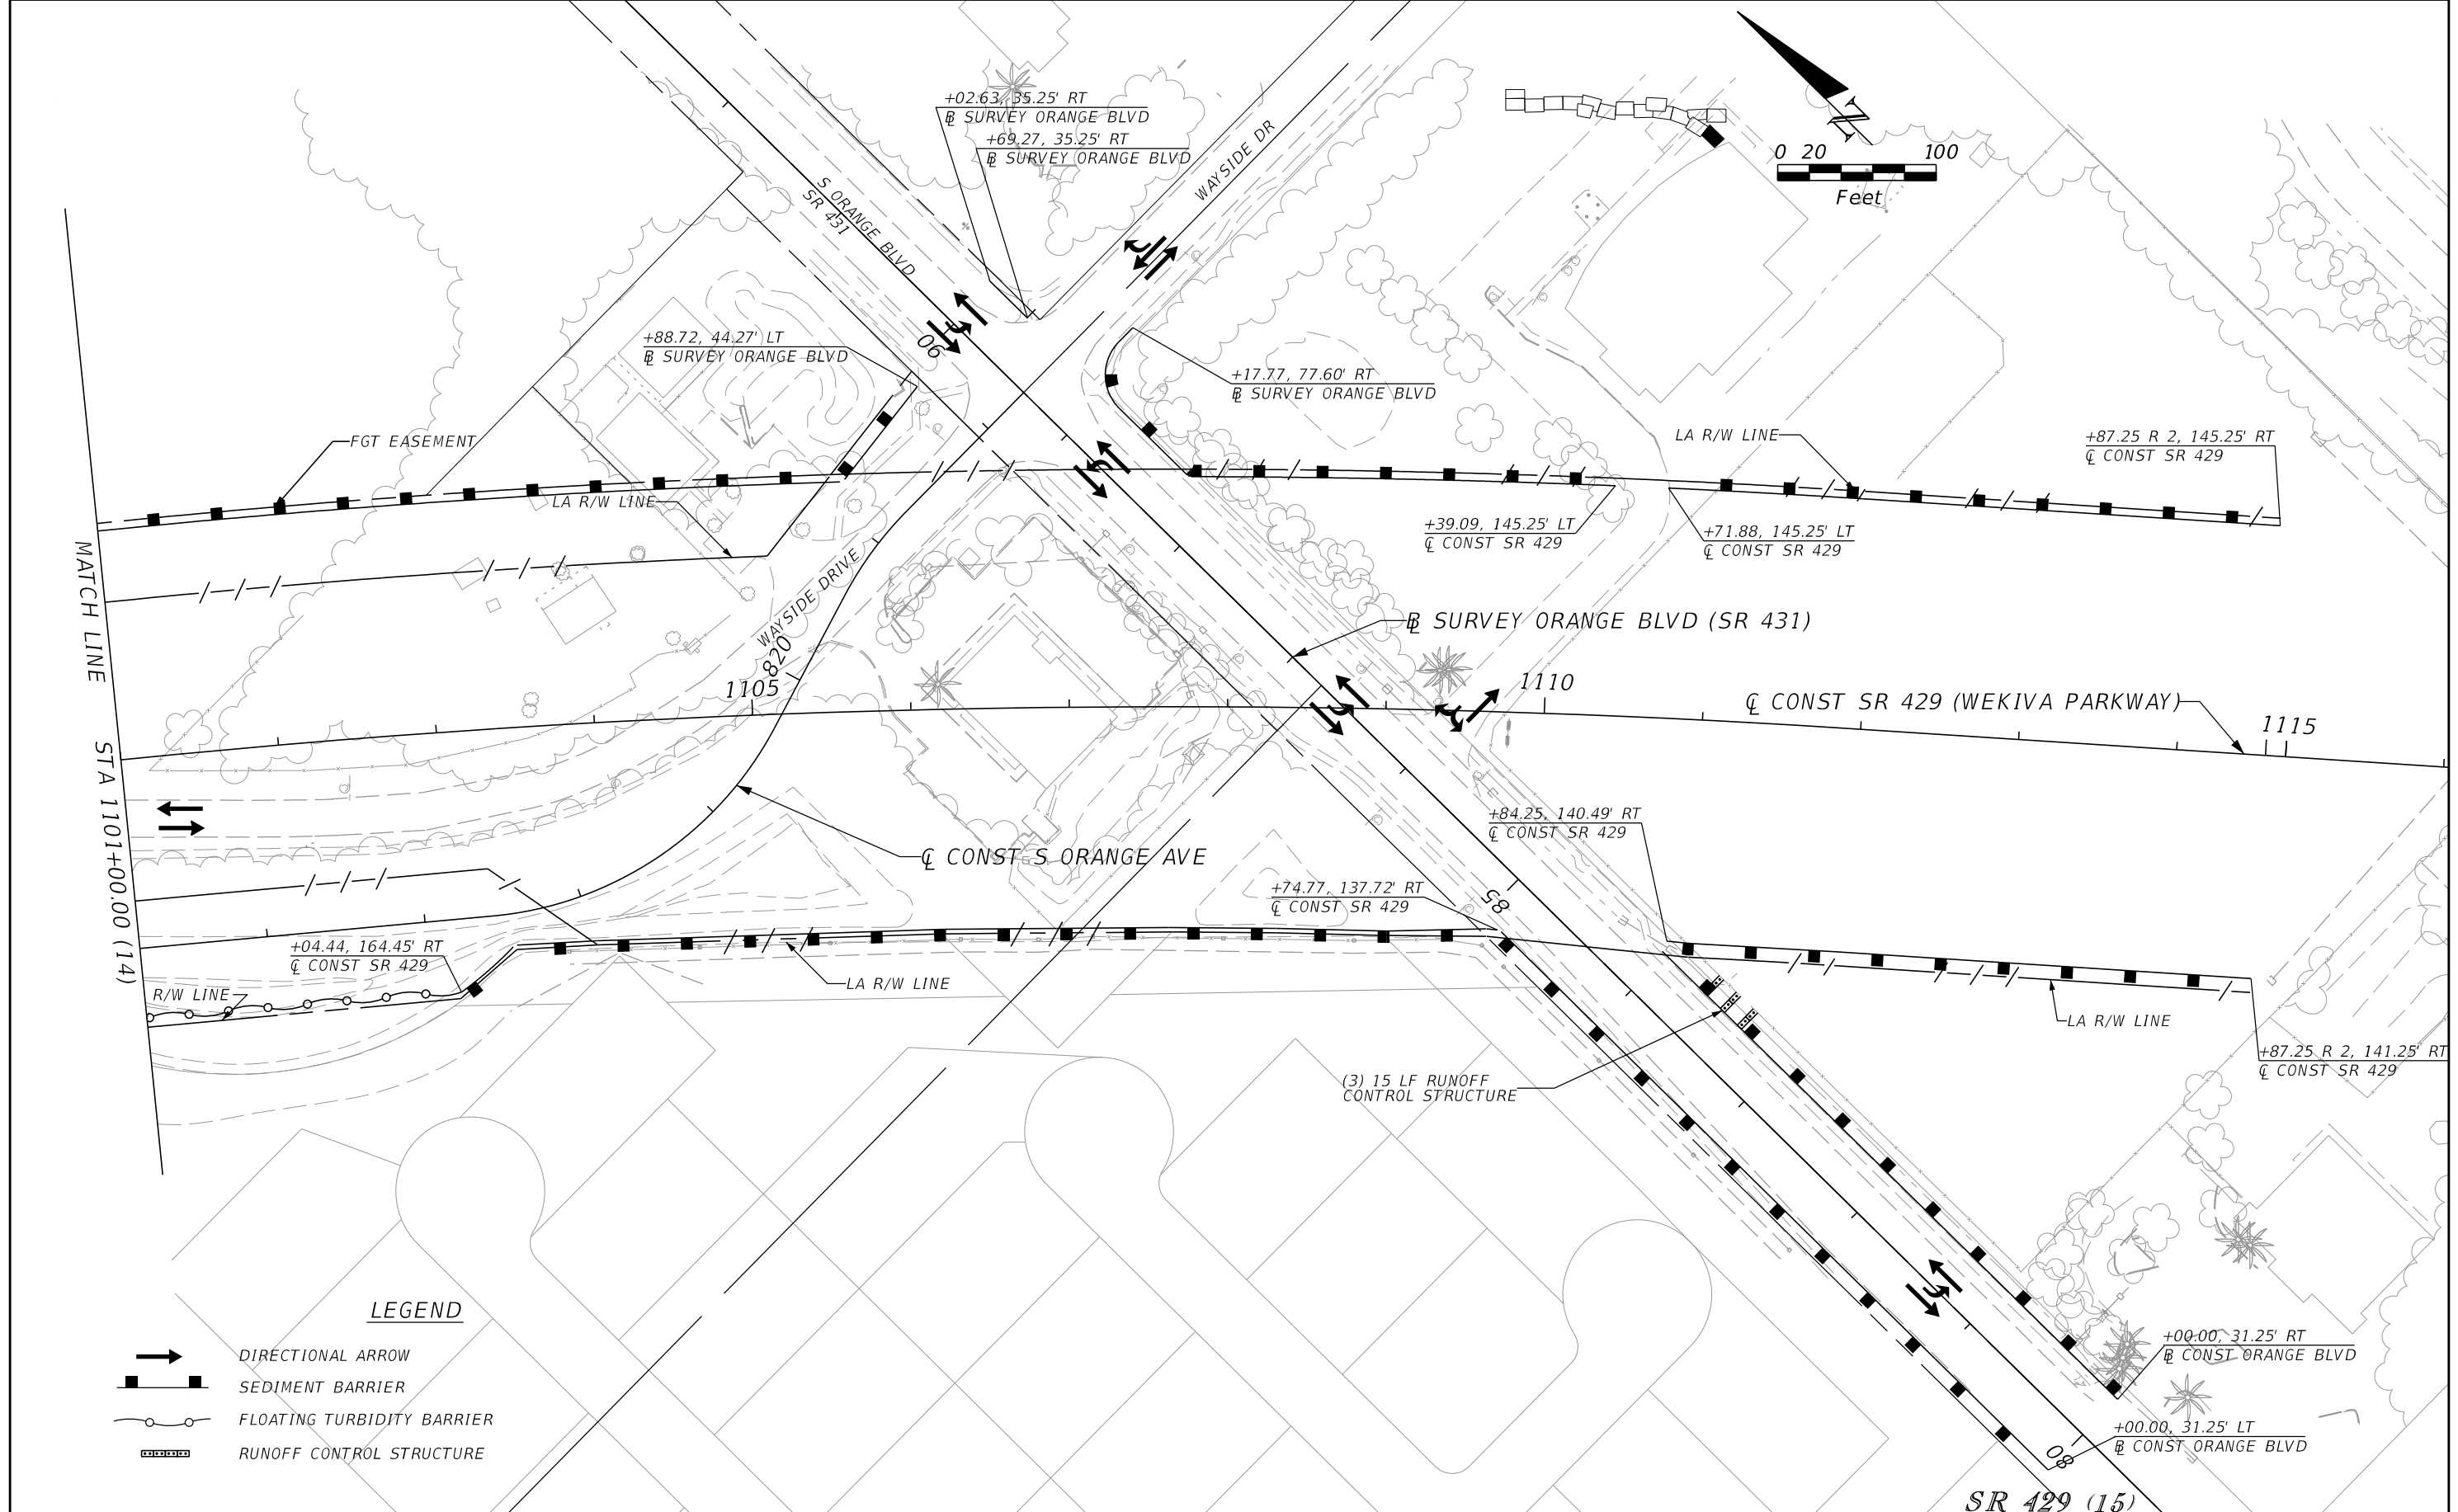 +02.63, 35.25' RT
℄ SURVEY ORANGE BLVD
+69.27, 35.25' RT
℄ SURVEY ORANGE BLVD
WAYSIDE DR
N
0 20 100
Feet
S ORANGE BLVD
SR 431
90
+88.72, 44.27' LT
℄ SURVEY ORANGE BLVD
+17.77, 77.60' RT
℄ SURVEY ORANGE BLVD
FGT EASEMENT
LA R/W LINE
LA R/W LINE
+87.25 R 2, 145.25' RT
℄ CONST SR 429
+39.09, 145.25' LT
℄ CONST SR 429
+71.88, 145.25' LT
℄ CONST SR 429
MATCH LINE STA 1101+00.00 (14)
WAYSIDE DRIVE
820
1105
℄ SURVEY ORANGE BLVD (SR 431)
1110
℄ CONST SR 429 (WEKIVA PARKWAY)
1115
+84.25, 140.49' RT
℄ CONST SR 429
℄ CONST S ORANGE AVE
+74.77, 137.72' RT
℄ CONST SR 429
85
+04.44, 164.45' RT
℄ CONST SR 429
R/W LINE
LA R/W LINE
LA R/W LINE
+87.25 R 2, 141.25' RT
℄ CONST SR 429
(3) 15 LF RUNOFF
CONTROL STRUCTURE
LEGEND
DIRECTIONAL ARROW
SEDIMENT BARRIER
FLOATING TURBIDITY BARRIER
RUNOFF CONTROL STRUCTURE
+00.00, 31.25' RT
℄ CONST ORANGE BLVD
+00.00, 31.25' LT
℄ CONST ORANGE BLVD
80
SR 429 (15)